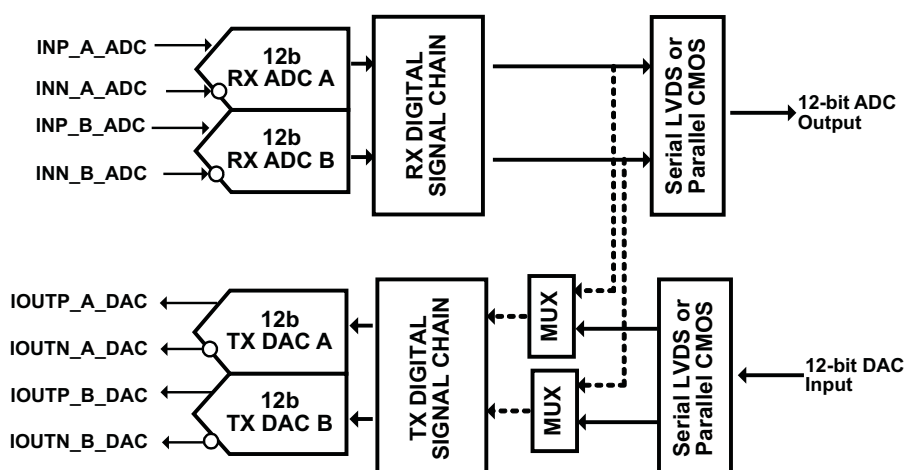 INP_A_ADC
INN_A_ADC
INP_B_ADC
INN_B_ADC
12b
RX ADC A
12b
RX ADC B
RX DIGITAL
SIGNAL CHAIN
Serial LVDS or
Parallel CMOS
12-bit ADC
Output
IOUTP_A_DAC
IOUTN_A_DAC
IOUTP_B_DAC
IOUTN_B_DAC
12b
TX DAC A
12b
TX DAC B
TX DIGITAL
SIGNAL CHAIN
MUX
MUX
Serial LVDS or
Parallel CMOS
12-bit DAC
Input